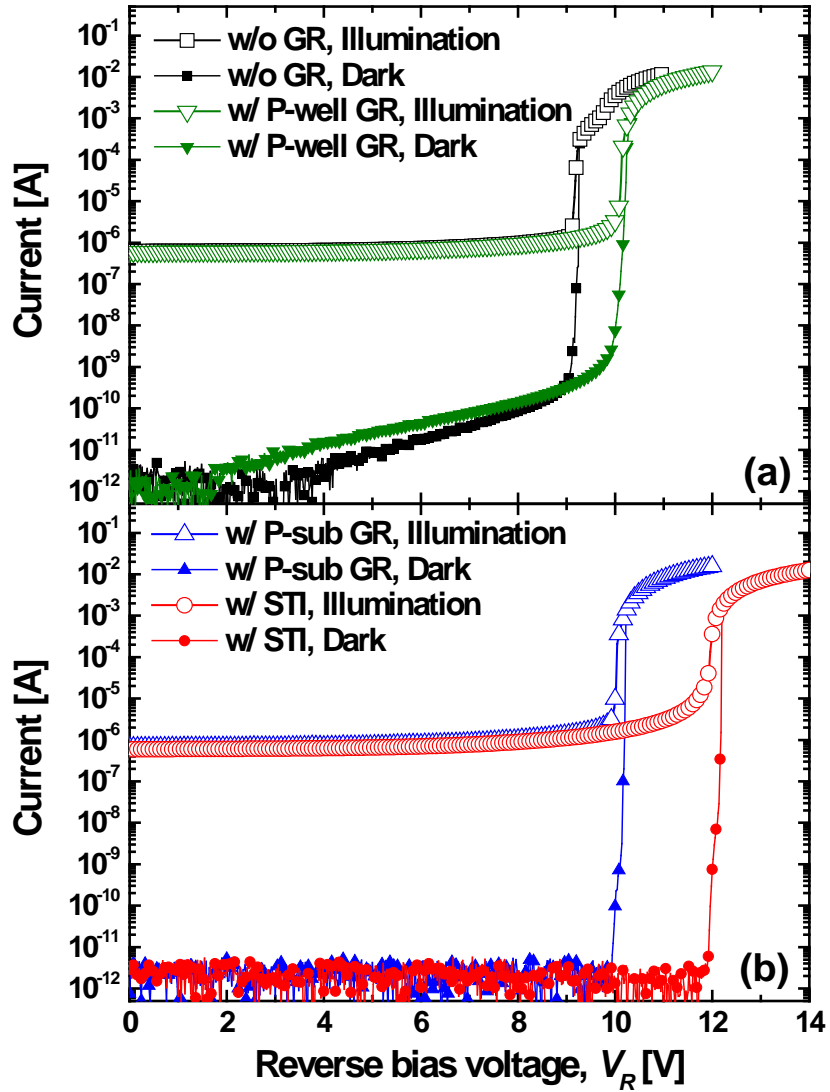 10⁻¹
10⁻²
10⁻³
10⁻⁴
10⁻⁵
10⁻⁶
10⁻⁷
10⁻⁸
10⁻⁹
10⁻¹⁰
10⁻¹¹
10⁻¹²
Current [A]
w/o GR, Illumination
w/o GR, Dark
w/ P-well GR, Illumination
w/ P-well GR, Dark
(a)
10⁻¹
10⁻²
10⁻³
10⁻⁴
10⁻⁵
10⁻⁶
10⁻⁷
10⁻⁸
10⁻⁹
10⁻¹⁰
10⁻¹¹
10⁻¹²
Current [A]
w/ P-sub GR, Illumination
w/ P-sub GR, Dark
w/ STI, Illumination
w/ STI, Dark
(b)
0 2 4 6 8 10 12 14
Reverse bias voltage, V_R [V]